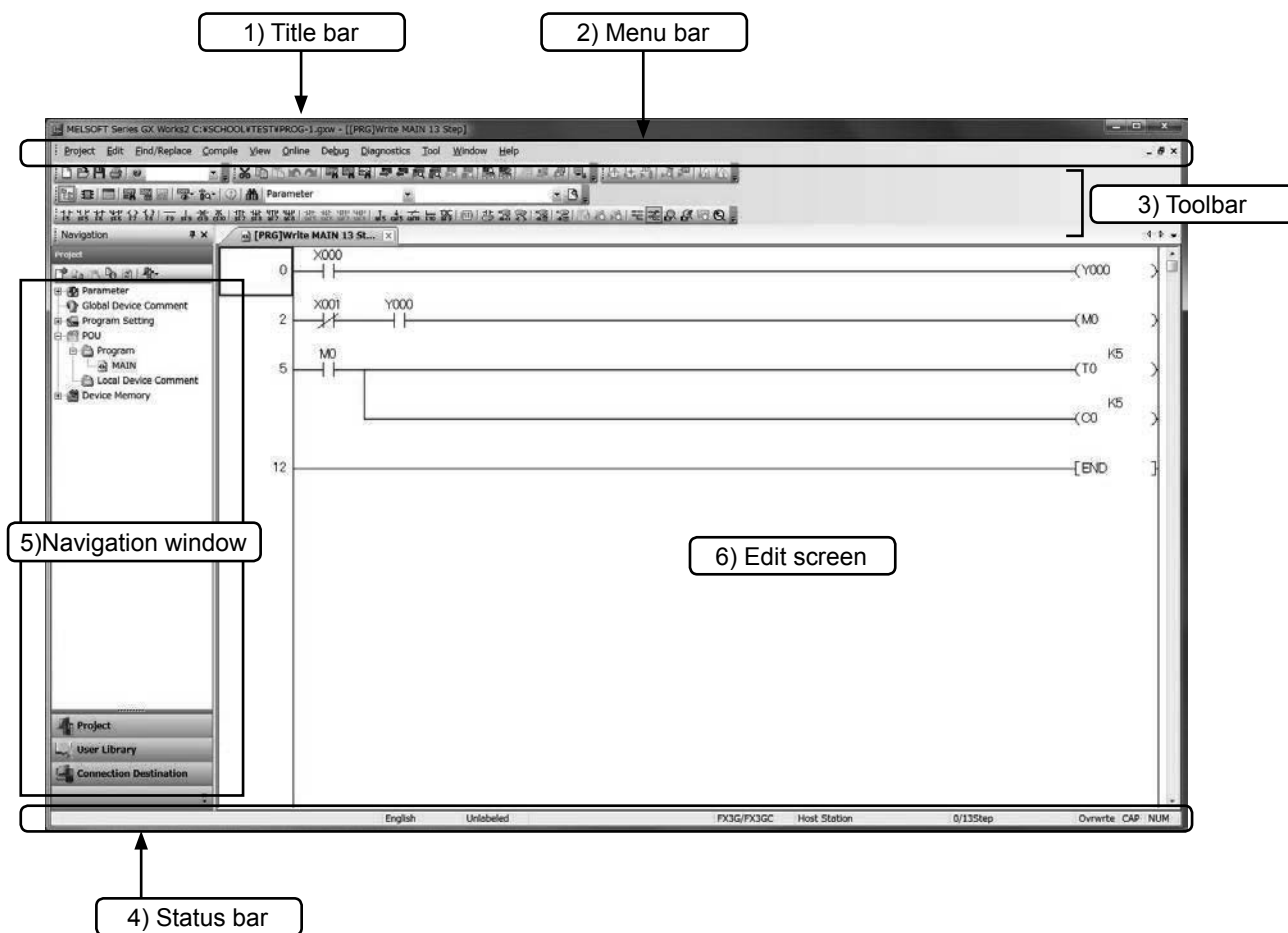 1) Title bar
2) Menu bar
MELSOFT Series GX Works2 C:¥SCHOOL¥TEST¥PROG-1.gxw - [[PRG]Write MAIN 13 Step]
Project Edit Find/Replace Compile View Online Debug Diagnostics Tool Window Help
Parameter
3) Toolbar
Navigation
[PRG]Write MAIN 13 St...
Project
Parameter
Global Device Comment
Program Setting
POU
Program
MAIN
Local Device Comment
Device Memory
X000
0
Y000
X001 Y000
2
M0
M0
K5
5
T0
K5
C0
12
END
5)Navigation window
6) Edit screen
Project
User Library
Connection Destination
English Unlabeled FX3G/FX3GC Host Station 0/13Step Ovrwrte CAP NUM
4) Status bar